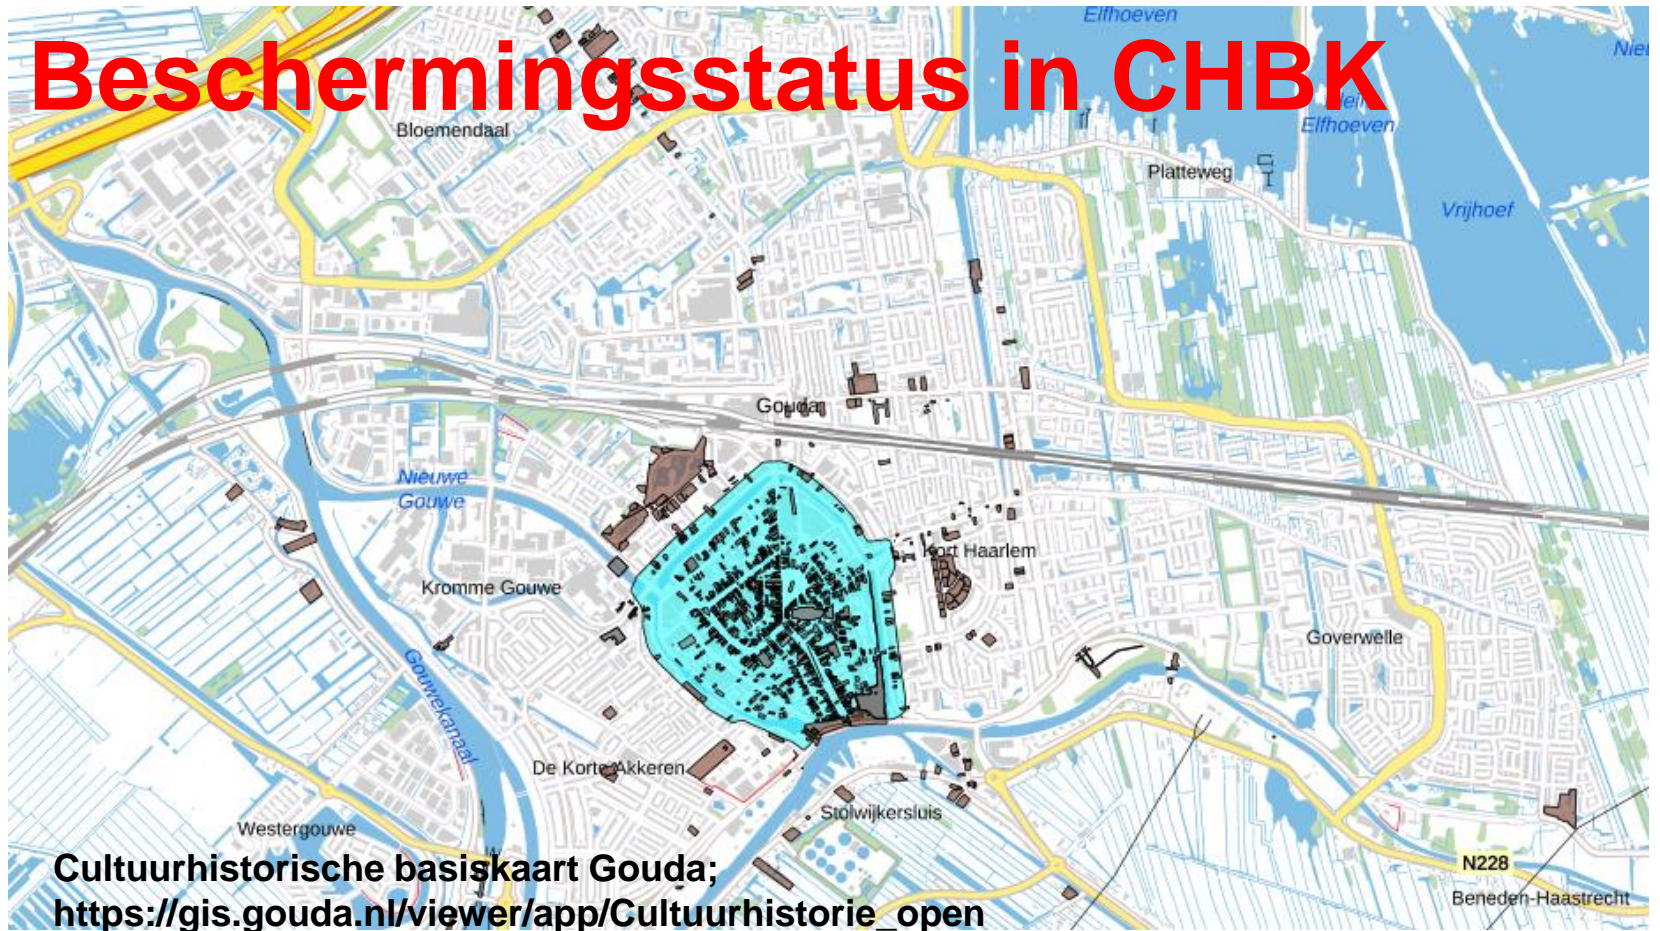 Elfhoeven
Beschermingsstatus in CHBK
Elfhoeven
Bloemendaal
Platteweg
Vrijhoef
Gouda
Nieuwe
Gouwe
Kort Haarlem
Kromme Gouwe
Goverwelle
Gouwekanaal
De Korte Akkeren
Stolwijkersluis
Westergouwe
N228
Beneden-Haastrecht
Cultuurhistorische basiskaart Gouda;
https://gis.gouda.nl/viewer/app/Cultuurhistorie_open